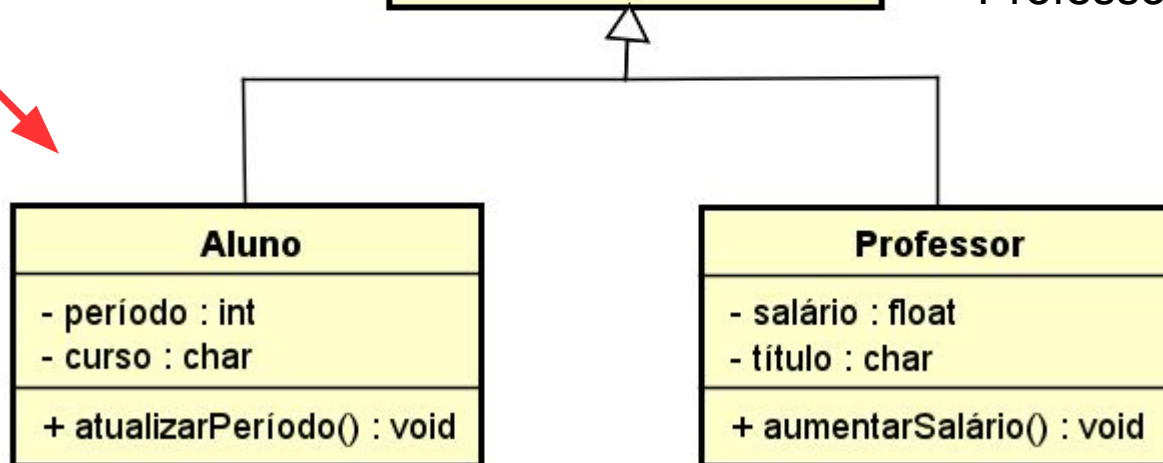 Aluno
- período : int
- curso : char
+ atualizarPeríodo() : void
Professor
- salário : float
- título : char
+ aumentarSalário() : void